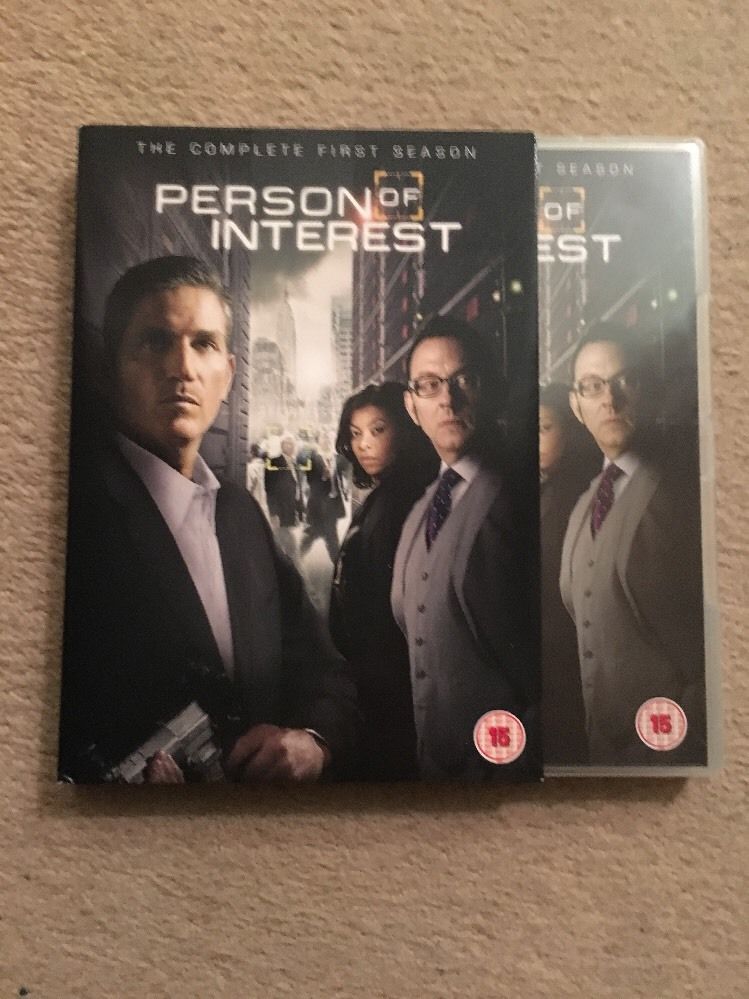 THE COMPLETE FIRST SEASON
PERSON OF
INTEREST
15
T SEASON
OF
EST
15